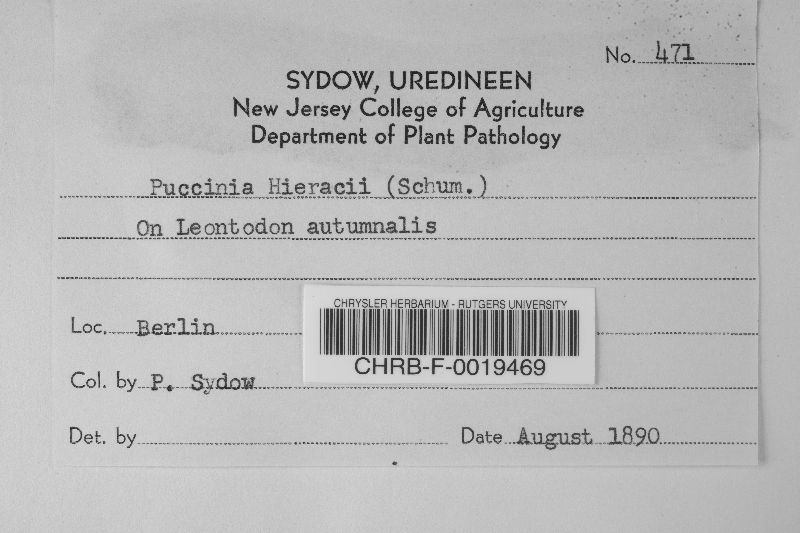 No. 471
SYDOW, UREDINEEN
New Jersey College of Agriculture
Department of Plant Pathology
Puccinia Hieracii (Schum.)
On Leontodon autumnalis
CHRYSLER HERBARIUM - RUTGERS UNIVERSITY
CHRB-F-0019469
Loc. Berlin
Col. by P. Sydow
Det. by
Date August 1890